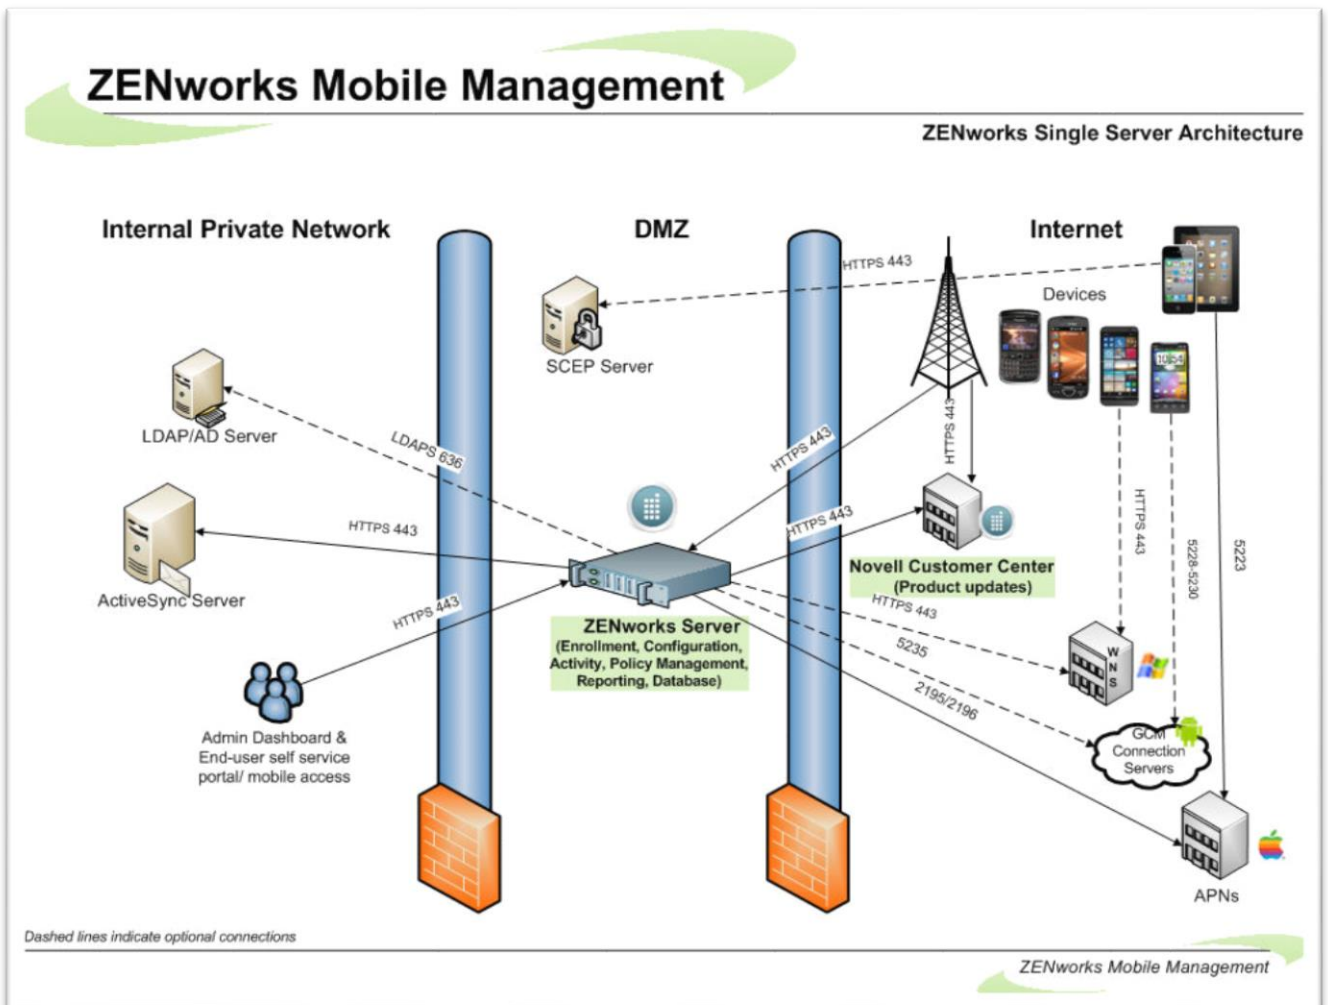 ZENworks Mobile Management
ZENworks Single Server Architecture
Internal Private Network
DMZ
Internet
HTTPS 443
Devices
SCEP Server
LDAP/AD Server
LDAPS 636
HTTPS 443
HTTPS 443
HTTPS 443
HTTPS 443
HTTPS 443
5228-5230
5223
ActiveSync Server
HTTPS 443
Novell Customer Center
(Product updates)
HTTPS 443
ZENworks Server
(Enrollment, Configuration,
Activity, Policy Management,
Reporting, Database)
5235
2195/2196
W
N
S
GCM
Connection
Servers
Admin Dashboard &
End-user self service
portal/ mobile access
APNs
Dashed lines indicate optional connections
ZENworks Mobile Management